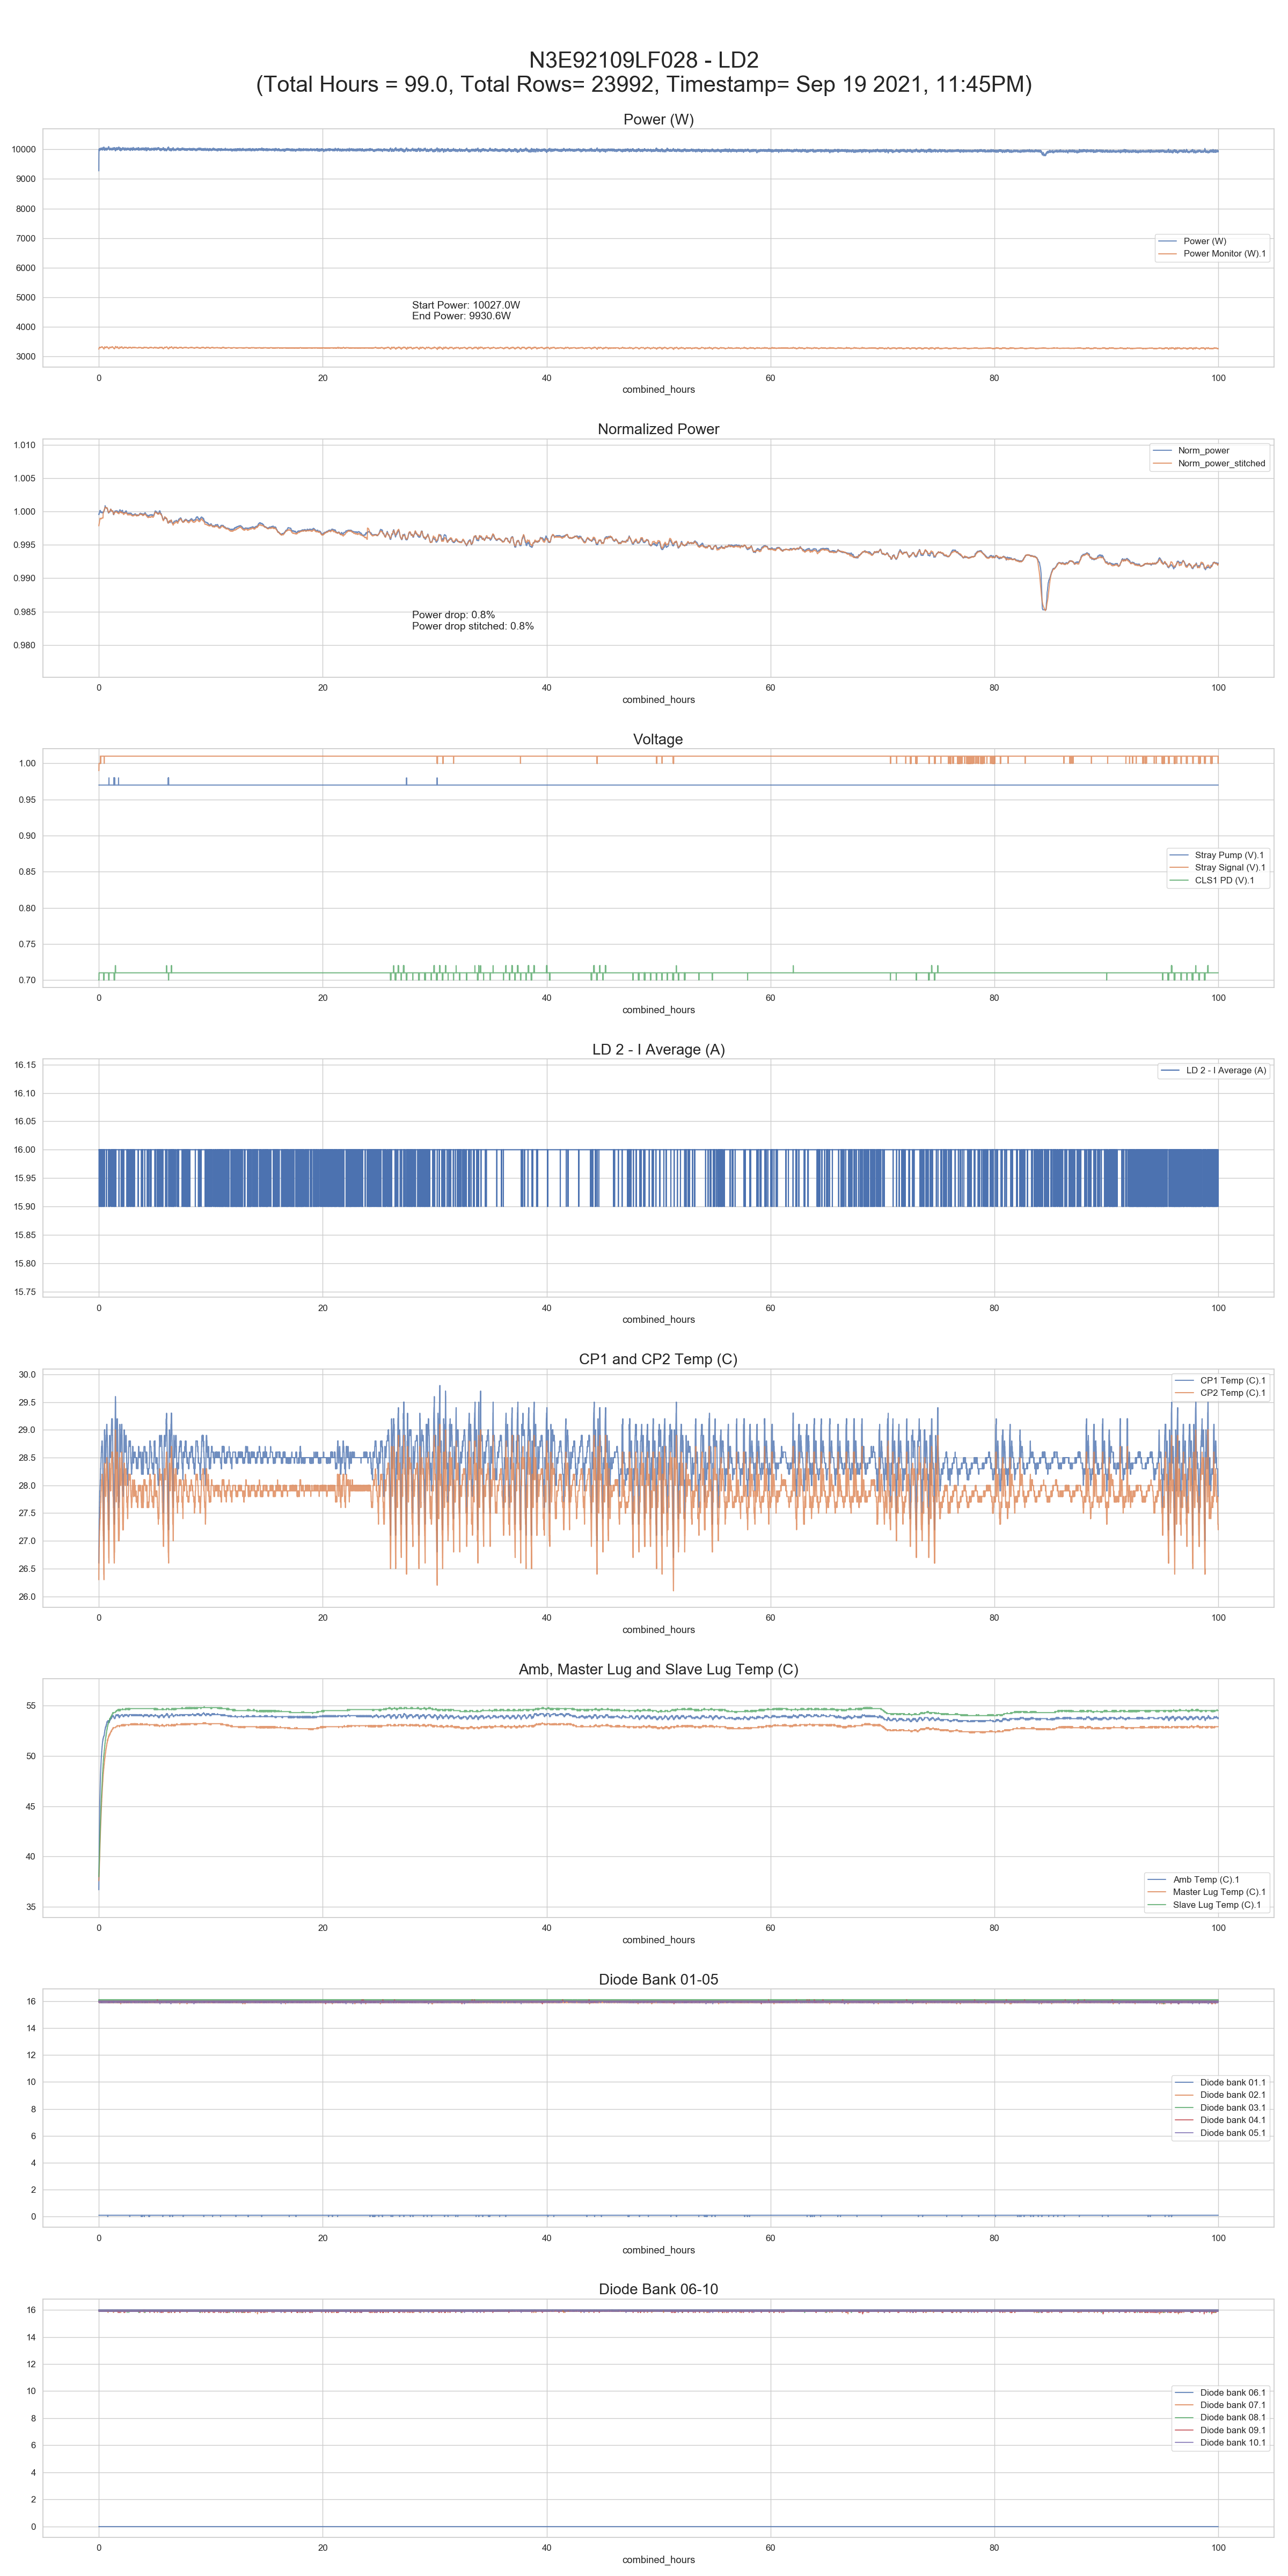 N3E92109LF028 - LD2
(Total Hours = 99.0, Total Rows= 23992, Timestamp= Sep 19 2021, 11:45PM)
Power (W)
10000
9000
8000
7000
6000
5000
4000
3000
Power (W)
Power Monitor (W).1
Start Power: 10027.0W
End Power: 9930.6W
0 20 40 60 80 100
combined_hours
Normalized Power
1.010
1.005
1.000
0.995
0.990
0.985
0.980
Norm_power
Norm_power_stitched
Power drop: 0.8%
Power drop stitched: 0.8%
0 20 40 60 80 100
combined_hours
Voltage
1.00
0.95
0.90
0.85
0.80
0.75
0.70
Stray Pump (V).1
Stray Signal (V).1
CLS1 PD (V).1
0 20 40 60 80 100
combined_hours
LD 2 - I Average (A)
16.15
16.10
16.05
16.00
15.95
15.90
15.85
15.80
15.75
LD 2 - I Average (A)
0 20 40 60 80 100
combined_hours
CP1 and CP2 Temp (C)
30.0
29.5
29.0
28.5
28.0
27.5
27.0
26.5
26.0
CP1 Temp (C).1
CP2 Temp (C).1
0 20 40 60 80 100
combined_hours
Amb, Master Lug and Slave Lug Temp (C)
55
50
45
40
35
Amb Temp (C).1
Master Lug Temp (C).1
Slave Lug Temp (C).1
0 20 40 60 80 100
combined_hours
Diode Bank 01-05
16
14
12
10
8
6
4
2
0
Diode bank 01.1
Diode bank 02.1
Diode bank 03.1
Diode bank 04.1
Diode bank 05.1
0 20 40 60 80 100
combined_hours
Diode Bank 06-10
16
14
12
10
8
6
4
2
0
Diode bank 06.1
Diode bank 07.1
Diode bank 08.1
Diode bank 09.1
Diode bank 10.1
0 20 40 60 80 100
combined_hours